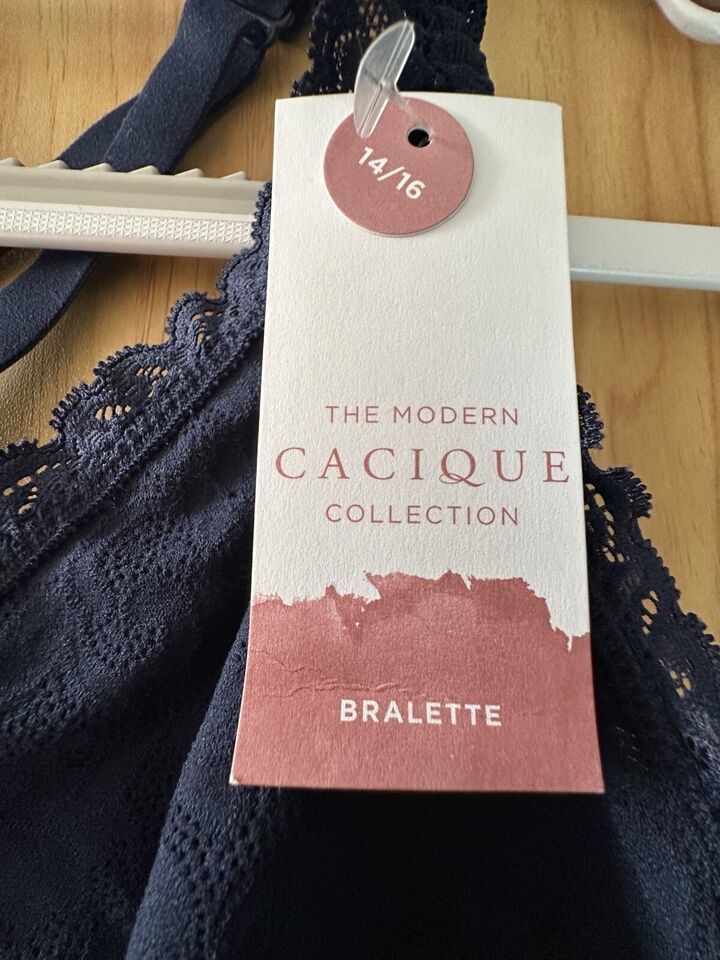 14/16
THE MODERN
CACIQUE
COLLECTION
BRALETTE